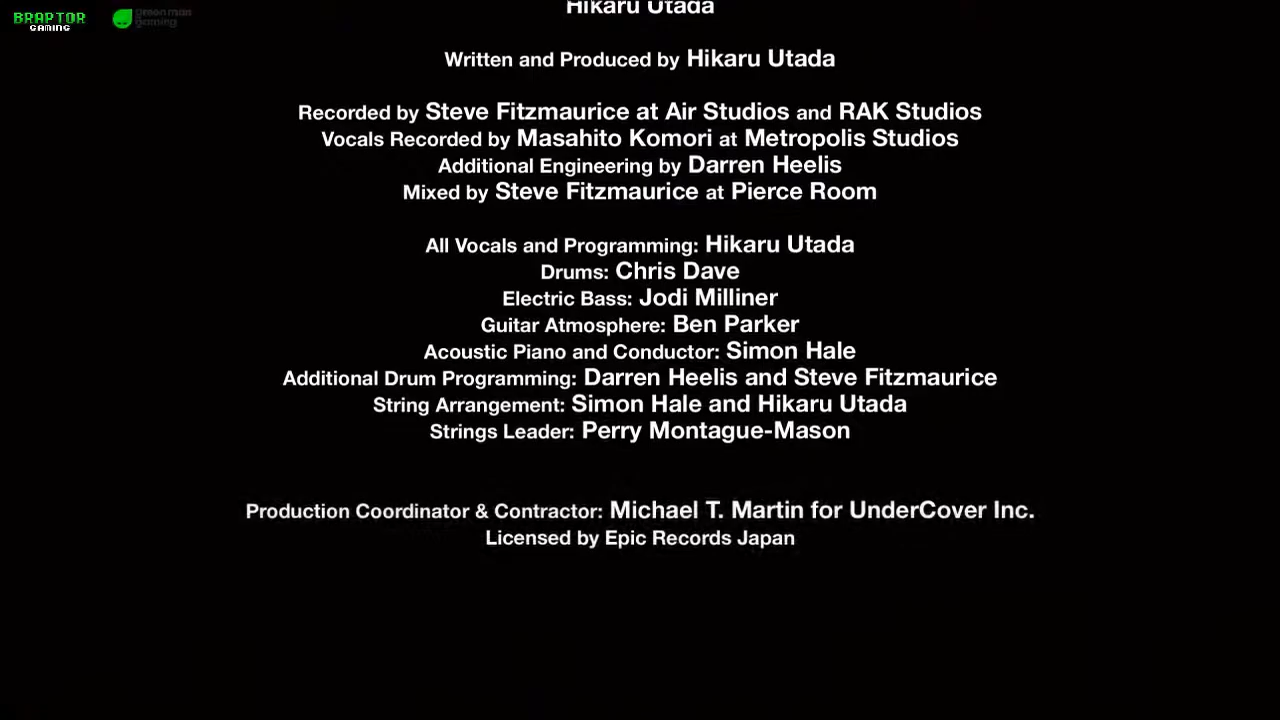 BRAPTOR
GAMING
green man
gaming
Hikaru Utada
Written and Produced by Hikaru Utada
Recorded by Steve Fitzmaurice at Air Studios and RAK Studios
Vocals Recorded by Masahito Komori at Metropolis Studios
Additional Engineering by Darren Heelis
Mixed by Steve Fitzmaurice at Pierce Room
All Vocals and Programming: Hikaru Utada
Drums: Chris Dave
Electric Bass: Jodi Milliner
Guitar Atmosphere: Ben Parker
Acoustic Piano and Conductor: Simon Hale
Additional Drum Programming: Darren Heelis and Steve Fitzmaurice
String Arrangement: Simon Hale and Hikaru Utada
Strings Leader: Perry Montague-Mason
Production Coordinator & Contractor: Michael T. Martin for UnderCover Inc.
Licensed by Epic Records Japan